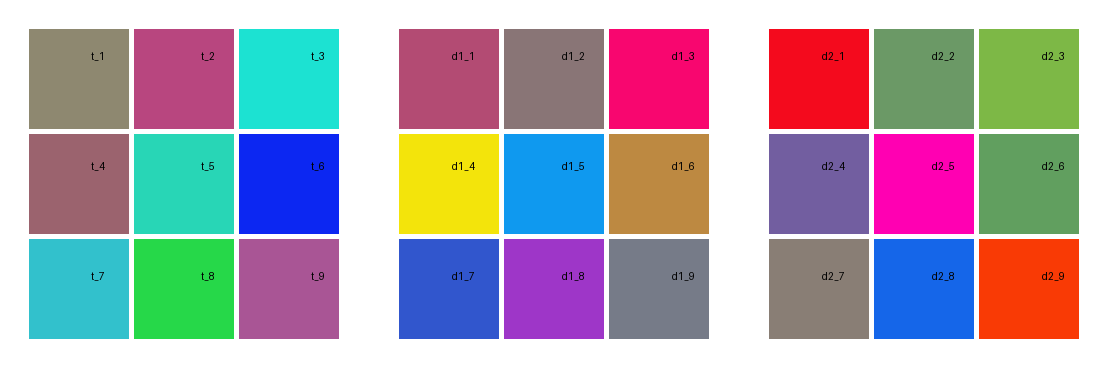 t_1 t_2 t_3 d1_1 d1_2 d1_3 d2_1 d2_2 d2_3
t_4 t_5 t_6 d1_4 d1_5 d1_6 d2_4 d2_5 d2_6
t_7 t_8 t_9 d1_7 d1_8 d1_9 d2_7 d2_8 d2_9